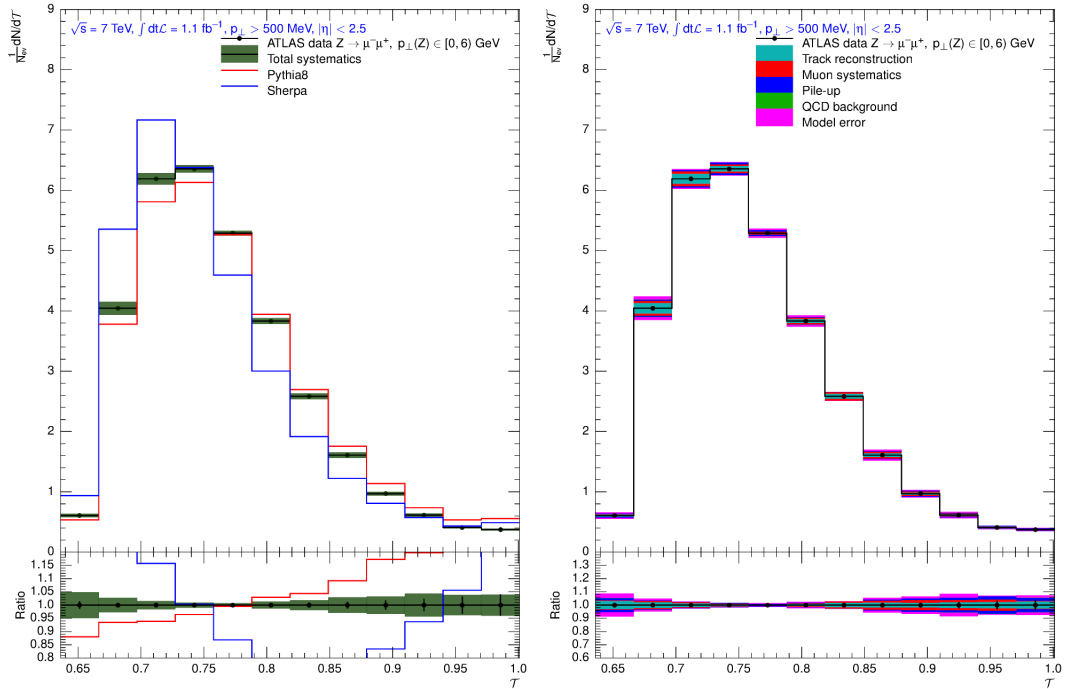 √s = 7 TeV, ∫ dtℒ = 1.1 fb⁻¹, p⊥ > 500 MeV, |η| < 2.5
ATLAS data Z → μ⁻μ⁺, p⊥(Z) ∈ [0, 6) GeV
Total systematics
Pythia8
Sherpa
1/N_ev dN/d𝒯
9
8
7
6
5
4
3
2
1
0
Ratio
1.15
1.1
1.05
1.0
0.95
0.9
0.85
0.8
0.65 0.7 0.75 0.8 0.85 0.9 0.95 1.0
𝒯
√s = 7 TeV, ∫ dtℒ = 1.1 fb⁻¹, p⊥ > 500 MeV, |η| < 2.5
ATLAS data Z → μ⁻μ⁺, p⊥(Z) ∈ [0, 6) GeV
Track reconstruction
Muon systematics
Pile-up
QCD background
Model error
1/N_ev dN/d𝒯
9
8
7
6
5
4
3
2
1
0
Ratio
1.3
1.2
1.1
1.0
0.9
0.8
0.7
0.6
0.65 0.7 0.75 0.8 0.85 0.9 0.95 1.0
𝒯